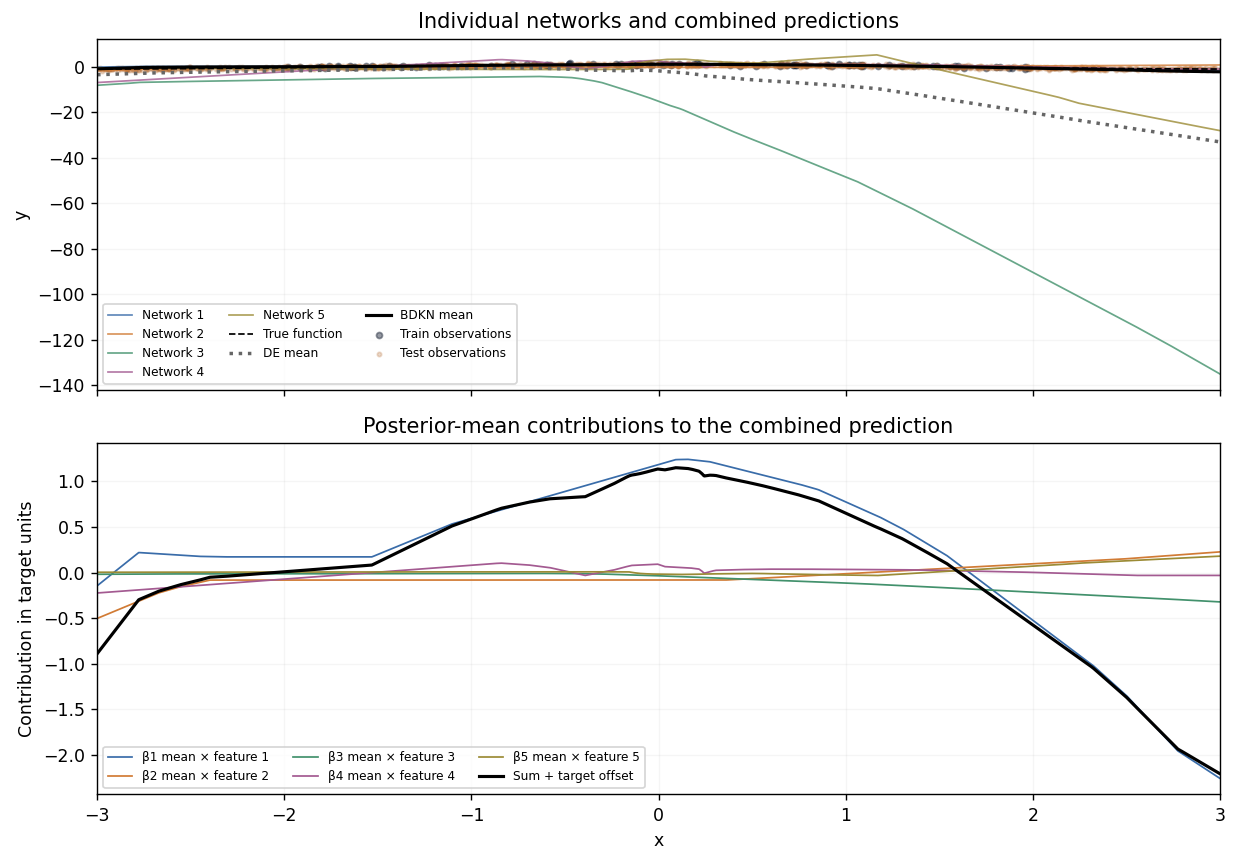 Individual networks and combined predictions
0
−20
−40
−60
−80
−100
−120
−140
y
Network 1
Network 2
Network 3
Network 4
Network 5
True function
DE mean
BDKN mean
Train observations
Test observations
Posterior-mean contributions to the combined prediction
1.0
0.5
0.0
−0.5
−1.0
−1.5
−2.0
Contribution in target units
β1 mean × feature 1
β2 mean × feature 2
β3 mean × feature 3
β4 mean × feature 4
β5 mean × feature 5
Sum + target offset
−3
−2
−1
0
1
2
3
x